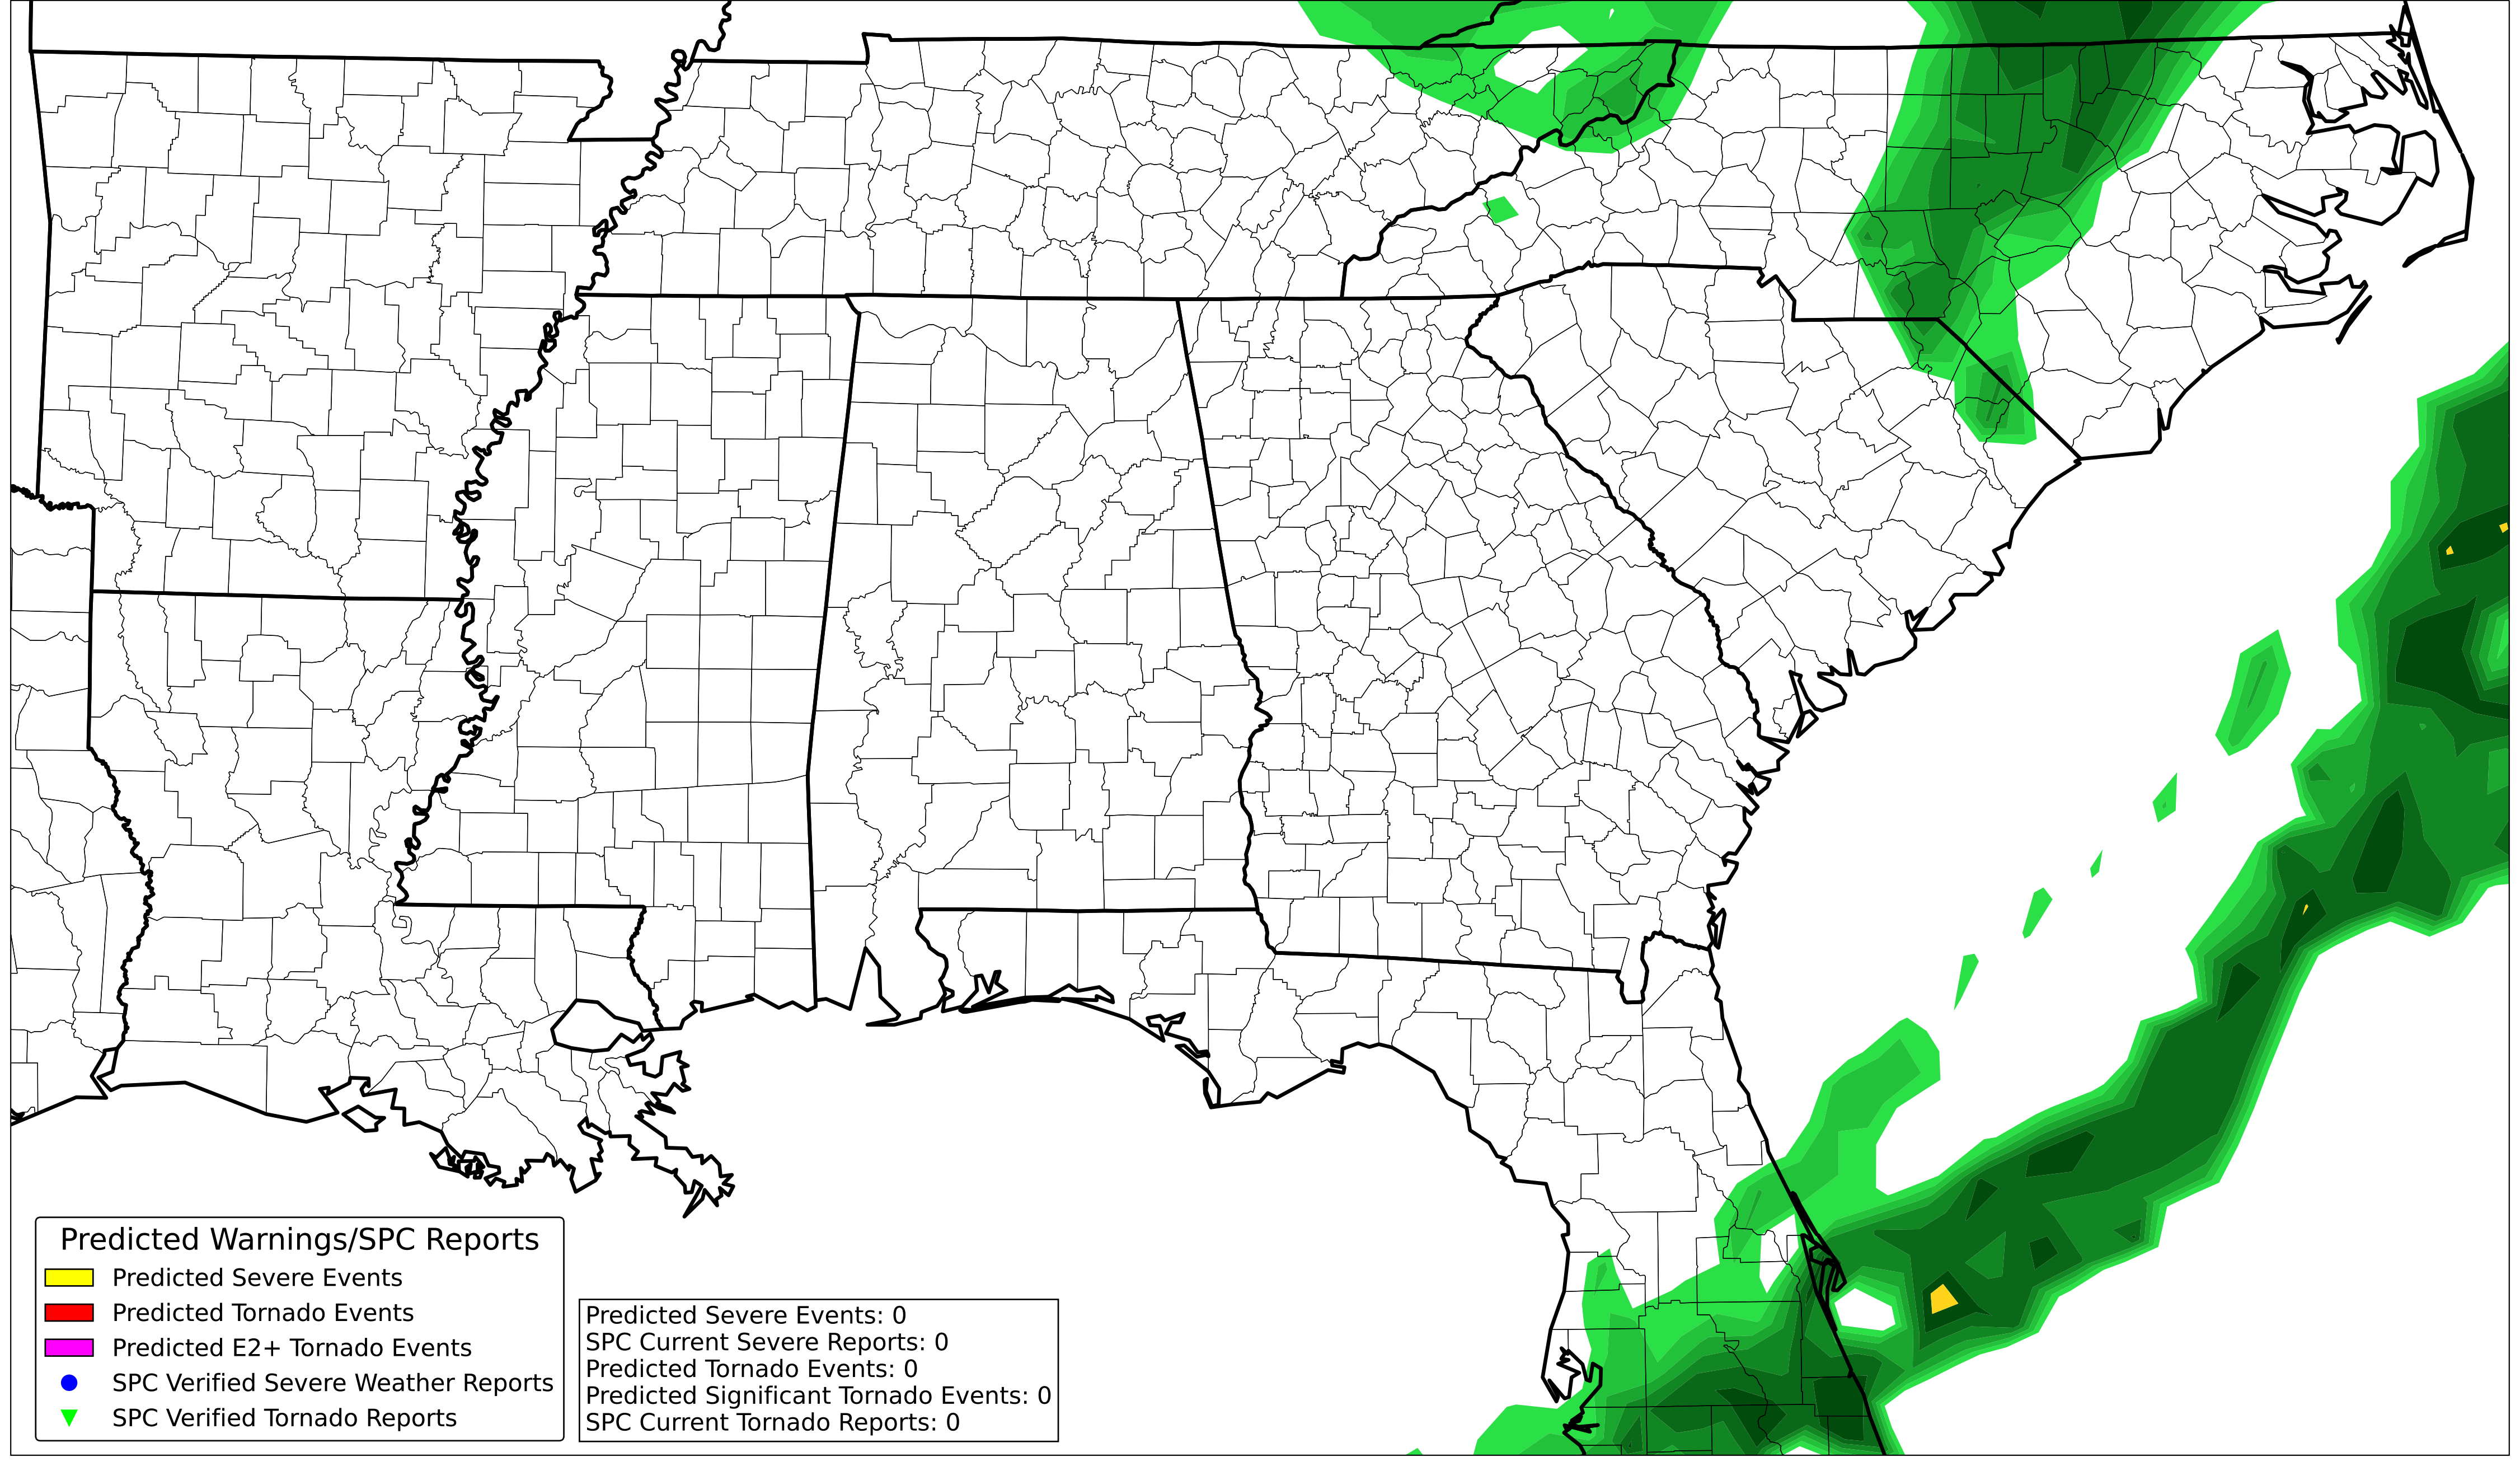 Predicted Warnings/SPC Reports
Predicted Severe Events
Predicted Tornado Events
Predicted E2+ Tornado Events
SPC Verified Severe Weather Reports
SPC Verified Tornado Reports
Predicted Severe Events: 0
SPC Current Severe Reports: 0
Predicted Tornado Events: 0
Predicted Significant Tornado Events: 0
SPC Current Tornado Reports: 0